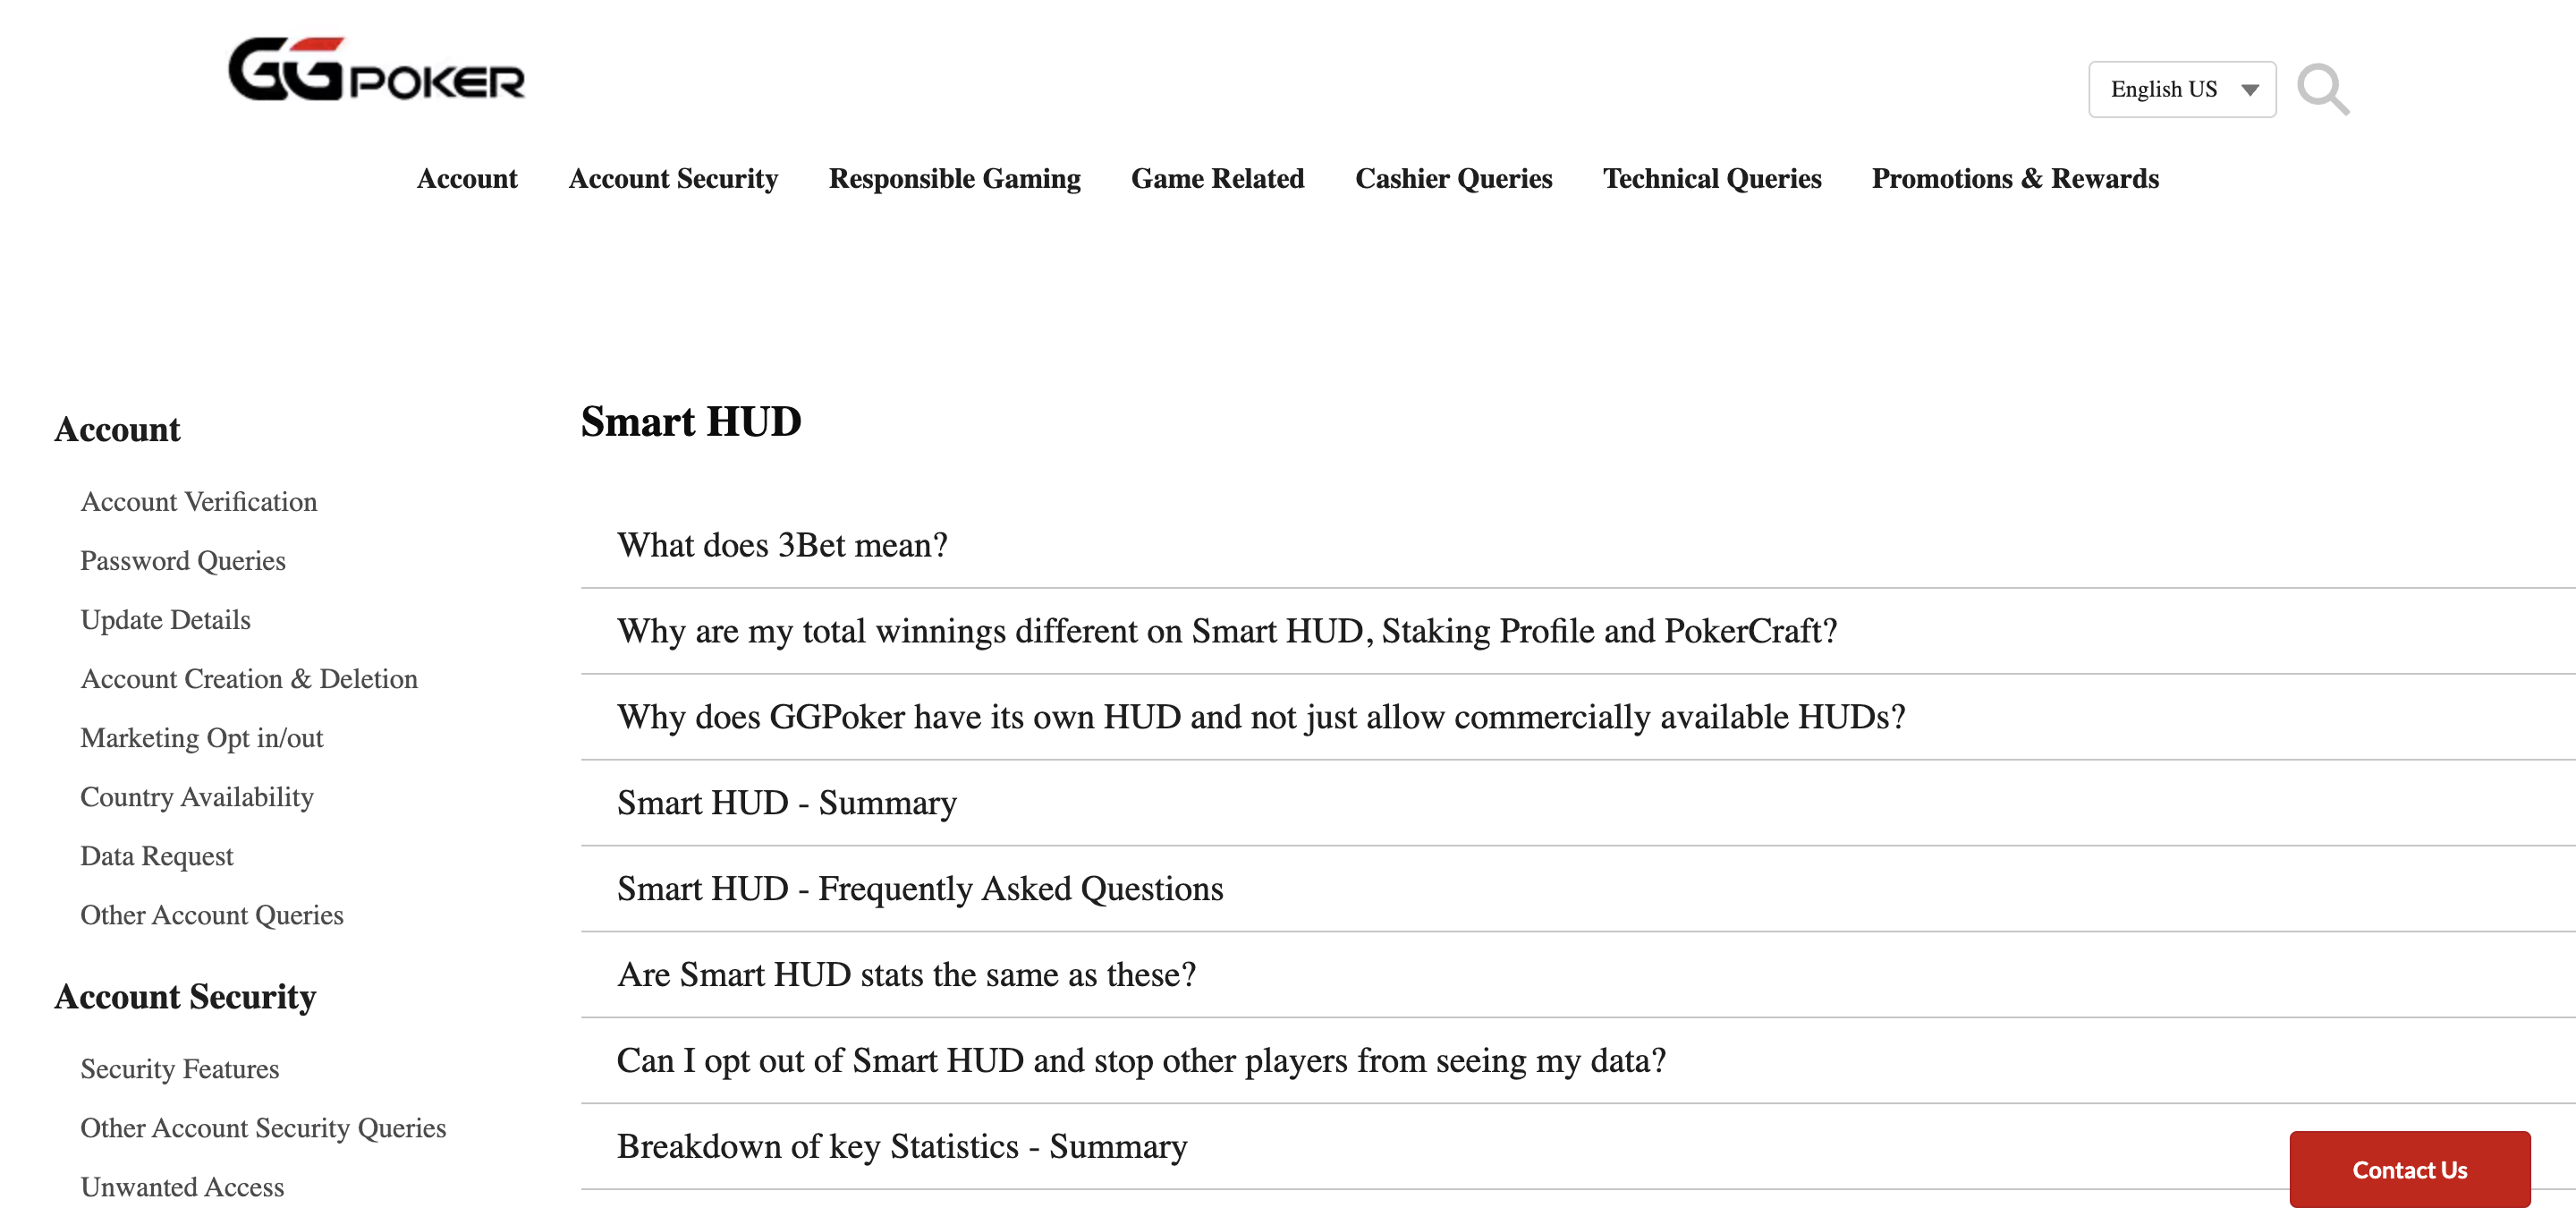 GGPOKER
English US
Account
Account Security
Responsible Gaming
Game Related
Cashier Queries
Technical Queries
Promotions & Rewards
Account
Account Verification
Password Queries
Update Details
Account Creation & Deletion
Marketing Opt in/out
Country Availability
Data Request
Other Account Queries
Account Security
Security Features
Other Account Security Queries
Unwanted Access
Smart HUD
What does 3Bet mean?
Why are my total winnings different on Smart HUD, Staking Profile and PokerCraft?
Why does GGPoker have its own HUD and not just allow commercially available HUDs?
Smart HUD - Summary
Smart HUD - Frequently Asked Questions
Are Smart HUD stats the same as these?
Can I opt out of Smart HUD and stop other players from seeing my data?
Breakdown of key Statistics - Summary
Contact Us